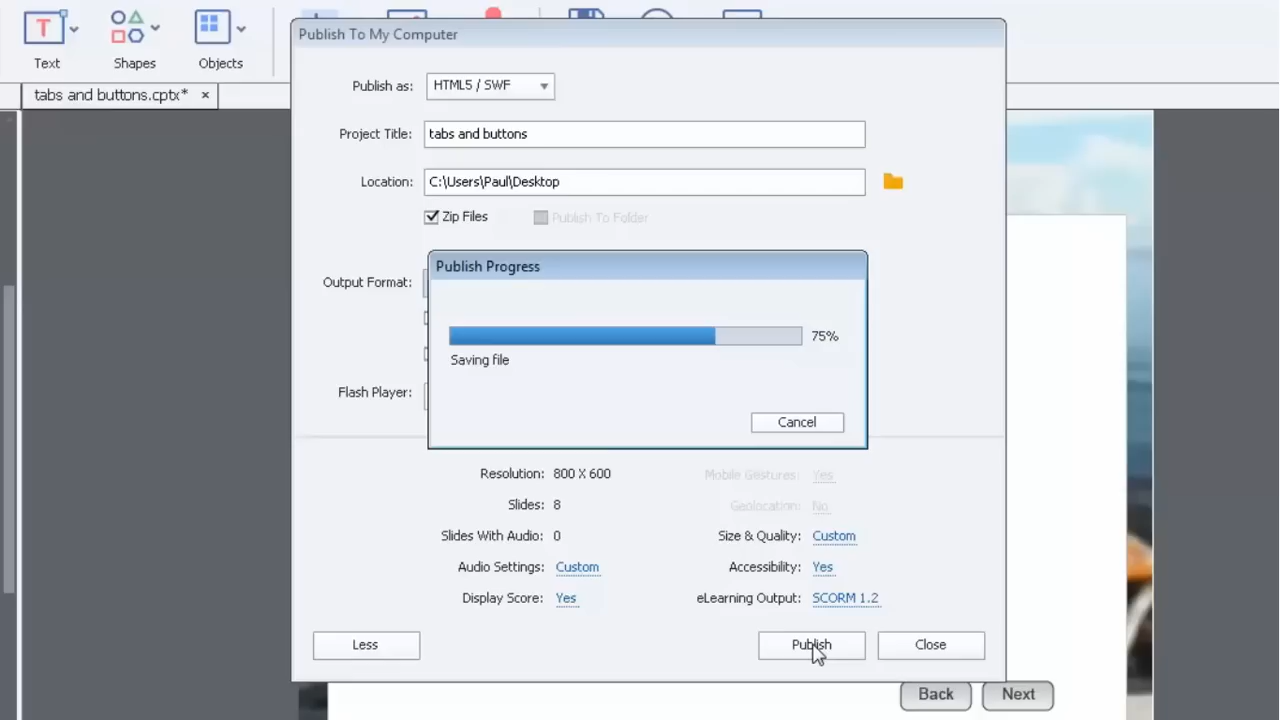 Publish To My Computer
Text
Shapes
Objects
tabs and buttons.cptx* ×
Publish as: HTML5 / SWF
Project Title: tabs and buttons
Location: C:\Users\Paul\Desktop
Zip Files Publish To Folder
Publish Progress
Output Format:
75%
Saving file
Flash Player:
Cancel
Resolution: 800 X 600 Mobile Gestures: Yes
Slides: 8 Geolocation: No
Slides With Audio: 0 Size & Quality: Custom
Audio Settings: Custom Accessibility: Yes
Display Score: Yes eLearning Output: SCORM 1.2
Less Publish Close
Back Next